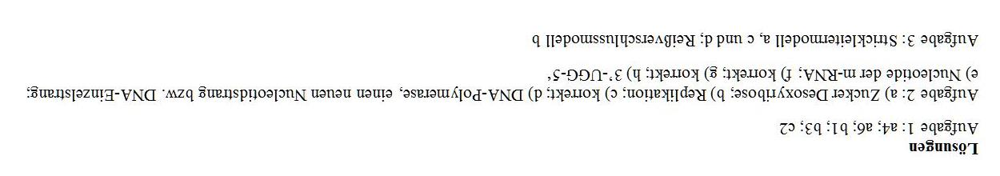 Lösungen
Aufgabe 1: a4; a6; b1; b3; c2
Aufgabe 2: a) Zucker Desoxyribose; b) Replikation; c) korrekt; d) DNA-Polymerase, einen neuen Nucleotidstrang bzw. DNA-Einzelstrang;
e) Nucleotide der m-RNA; f) korrekt; g) korrekt; h) 3’-UGG-5’
Aufgabe 3: Strickleitermodell a, c und d; Reißverschlussmodell b